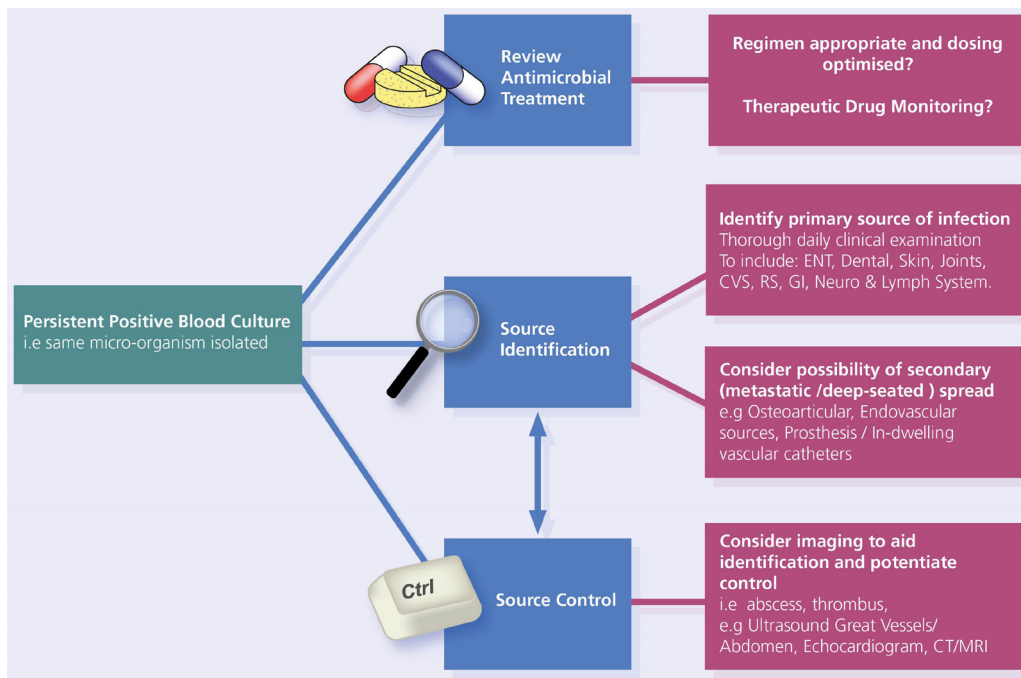 Review
Antimicrobial
Treatment
Regimen appropriate and dosing
optimised?
Therapeutic Drug Monitoring?
Persistent Positive Blood Culture
i.e same micro-organism isolated
Source
Identification
Identify primary source of infection
Thorough daily clinical examination
To include: ENT, Dental, Skin, Joints,
CVS, RS, GI, Neuro & Lymph System.
Consider possibility of secondary
(metastatic /deep-seated ) spread
e.g Osteoarticular, Endovascular
sources, Prosthesis / In-dwelling
vascular catheters
Ctrl
Source Control
Consider imaging to aid
identification and potentiate
control
i.e  abscess, thrombus,
e.g Ultrasound Great Vessels/
Abdomen, Echocardiogram, CT/MRI